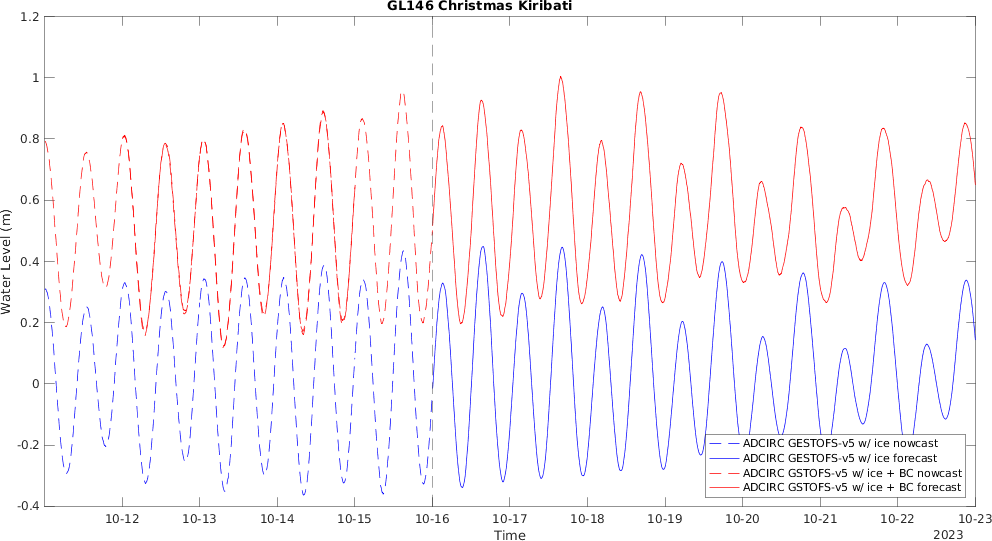 GL146 Christmas Kiribati
1.2
1
0.8
0.6
0.4
0.2
0
-0.2
-0.4
Water Level (m)
ADCIRC GESTOFS-v5 w/ ice nowcast
ADCIRC GESTOFS-v5 w/ ice forecast
ADCIRC GSTOFS-v5 w/ ice + BC nowcast
ADCIRC GSTOFS-v5 w/ ice + BC forecast
10-12 10-13 10-14 10-15 10-16 10-17 10-18 10-19 10-20 10-21 10-22 10-23
Time
2023